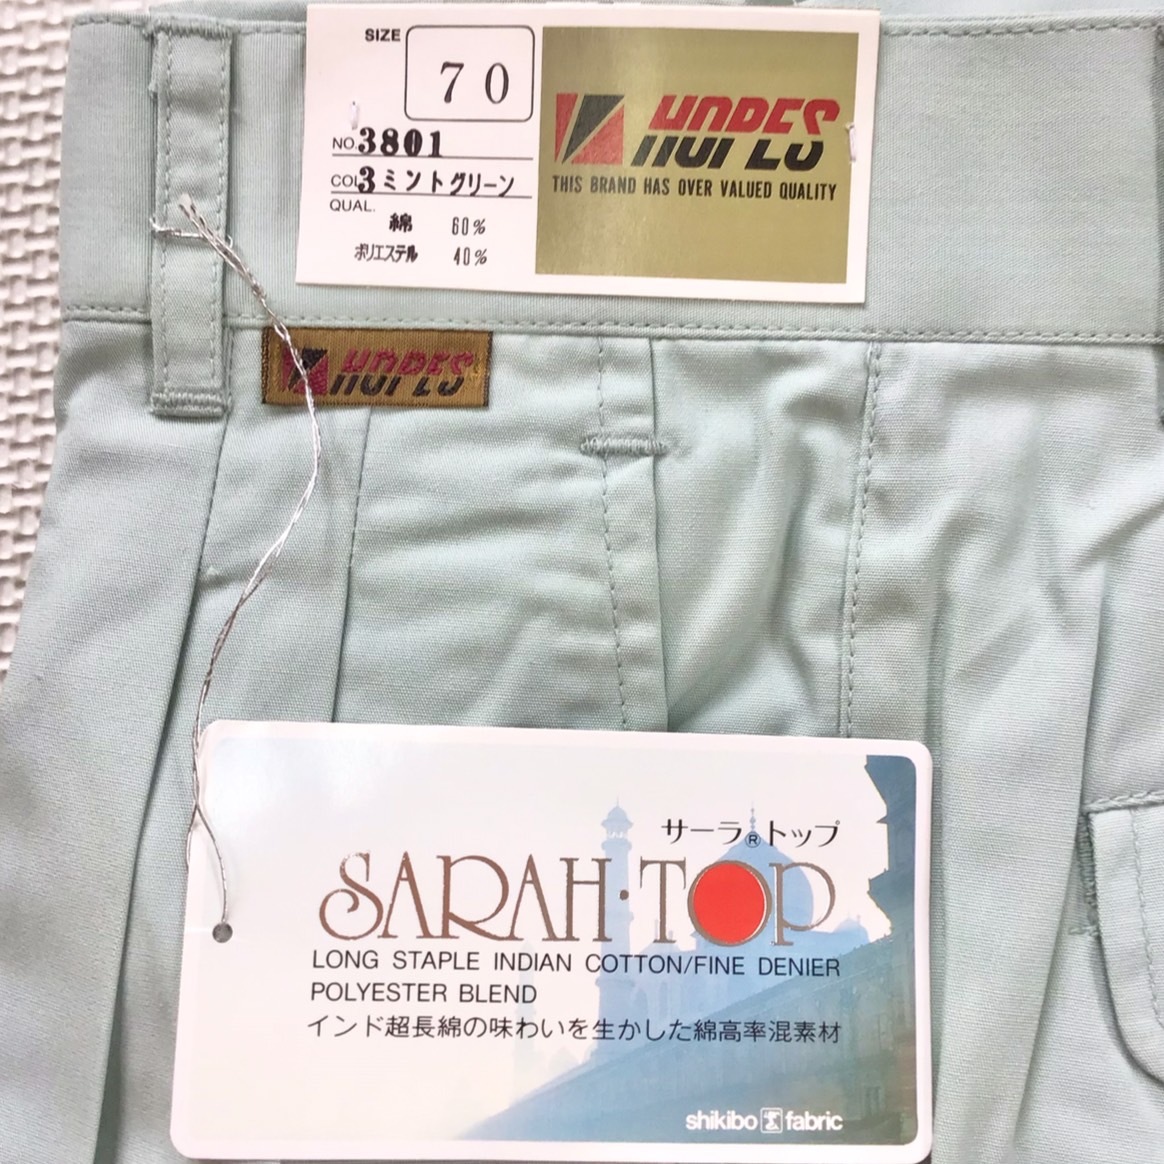 SIZE 70
NO. 3801
COL 3 ミントグリーン
QUAL.
綿 60%
ポリエステル 40%
HOPES
THIS BRAND HAS OVER VALUED QUALITY
HOPES
サーラ®トップ
SARAH・TOP
LONG STAPLE INDIAN COTTON/FINE DENIER
POLYESTER BLEND
インド超長綿の味わいを生かした綿高率混素材
shikibo fabric